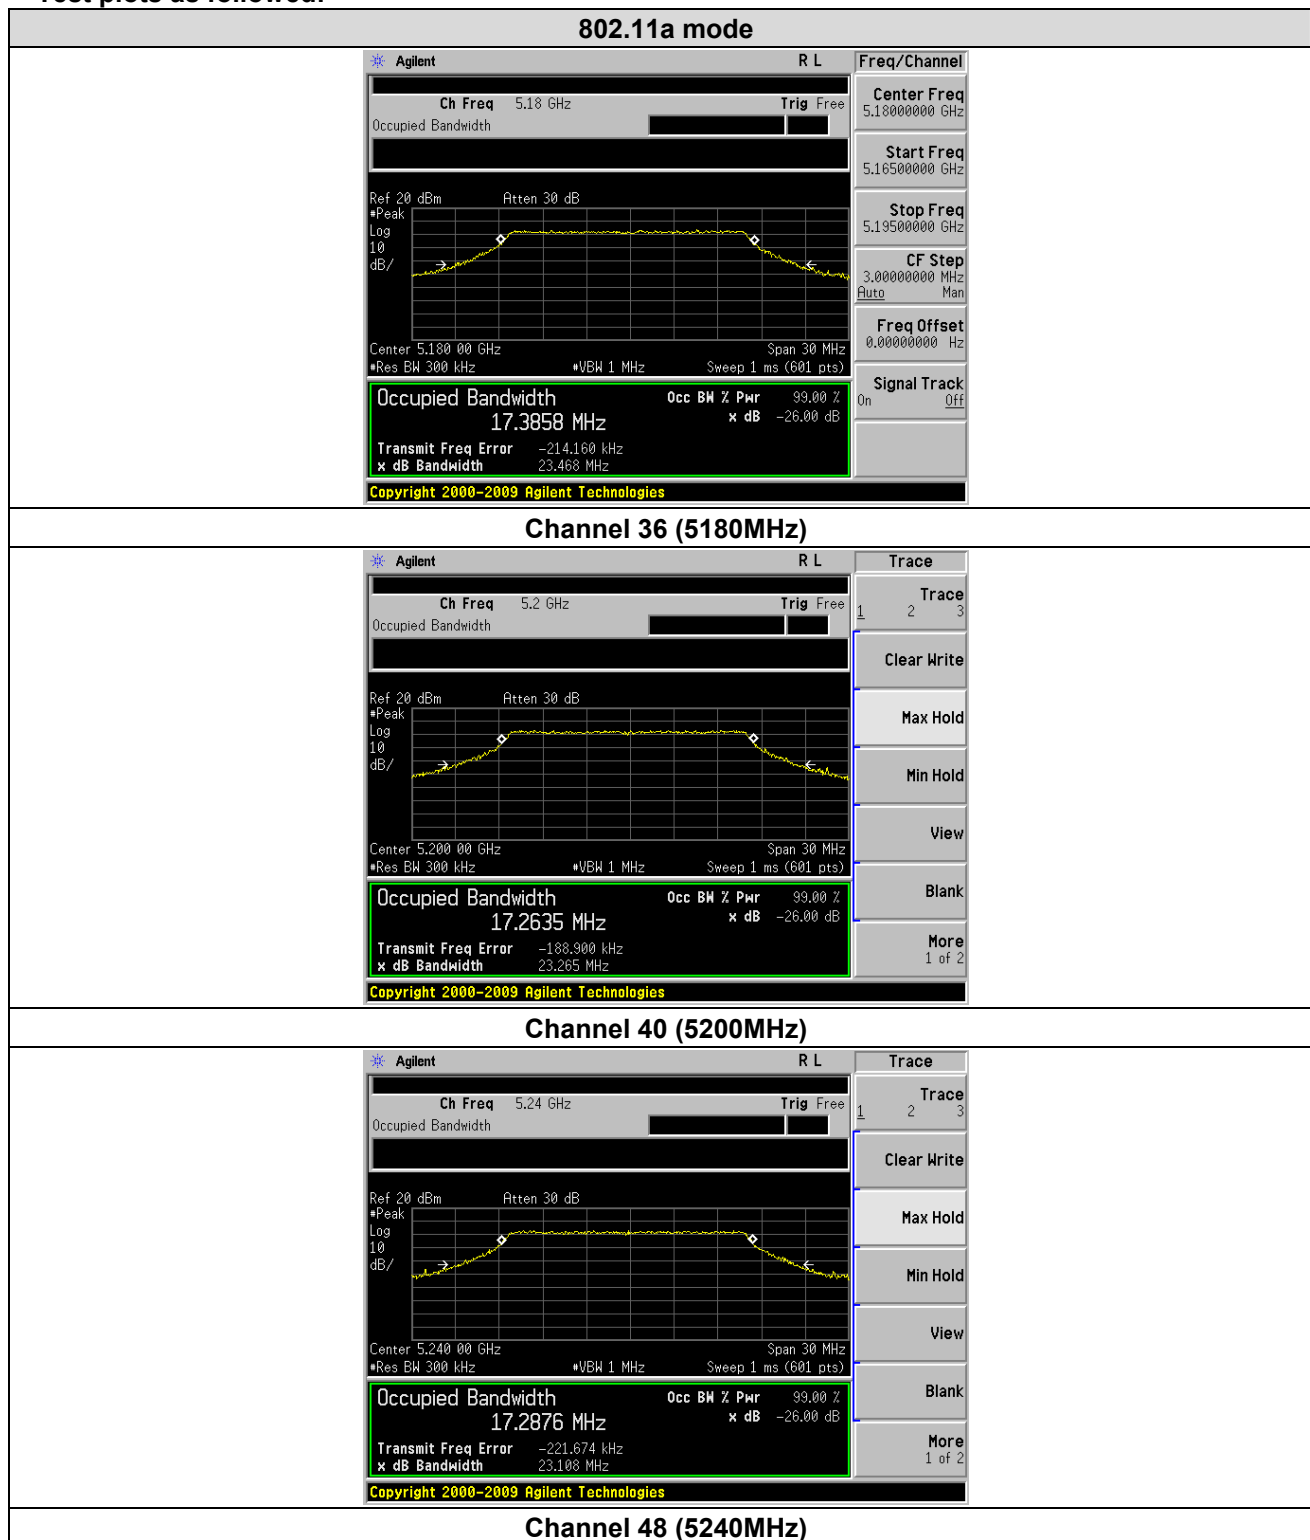 Test plots as followed:
802.11a mode
Agilent R L Freq/Channel
Ch Freq 5.18 GHz Trig Free
Occupied Bandwidth
Center Freq
5.18000000 GHz
Start Freq
5.16500000 GHz
Stop Freq
5.19500000 GHz
CF Step
3.00000000 MHz
Auto Man
Freq Offset
0.00000000 Hz
Signal Track
On Off
Ref 20 dBm Atten 30 dB
#Peak
Log
10
dB/
Center 5.180 00 GHz Span 30 MHz
#Res BW 300 kHz #VBW 1 MHz Sweep 1 ms (601 pts)
Occupied Bandwidth Occ BW % Pwr 99.00 %
17.3858 MHz x dB -26.00 dB
Transmit Freq Error -214.160 kHz
x dB Bandwidth 23.468 MHz
Copyright 2000-2009 Agilent Technologies
Channel 36 (5180MHz)
Agilent R L Trace
Ch Freq 5.2 GHz Trig Free
Occupied Bandwidth
Trace
1 2 3
Clear Write
Max Hold
Min Hold
View
Blank
More
1 of 2
Ref 20 dBm Atten 30 dB
#Peak
Log
10
dB/
Center 5.200 00 GHz Span 30 MHz
#Res BW 300 kHz #VBW 1 MHz Sweep 1 ms (601 pts)
Occupied Bandwidth Occ BW % Pwr 99.00 %
17.2635 MHz x dB -26.00 dB
Transmit Freq Error -188.900 kHz
x dB Bandwidth 23.265 MHz
Copyright 2000-2009 Agilent Technologies
Channel 40 (5200MHz)
Agilent R L Trace
Ch Freq 5.24 GHz Trig Free
Occupied Bandwidth
Trace
1 2 3
Clear Write
Max Hold
Min Hold
View
Blank
More
1 of 2
Ref 20 dBm Atten 30 dB
#Peak
Log
10
dB/
Center 5.240 00 GHz Span 30 MHz
#Res BW 300 kHz #VBW 1 MHz Sweep 1 ms (601 pts)
Occupied Bandwidth Occ BW % Pwr 99.00 %
17.2876 MHz x dB -26.00 dB
Transmit Freq Error -221.674 kHz
x dB Bandwidth 23.108 MHz
Copyright 2000-2009 Agilent Technologies
Channel 48 (5240MHz)